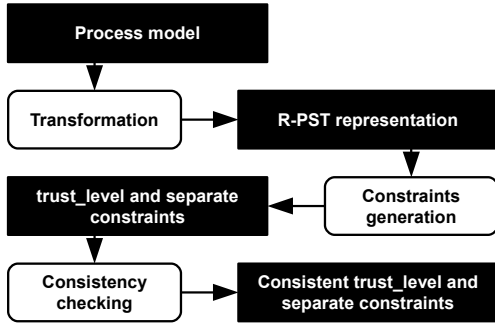 Process model
Transformation
R-PST representation
Constraints
generation
trust_level and separate
constraints
Consistency
checking
Consistent trust_level and
separate constraints